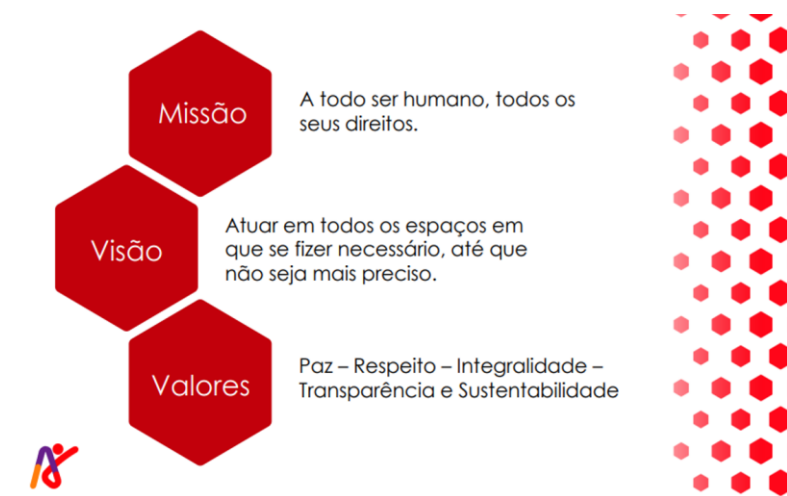 Missão
A todo ser humano, todos os
seus direitos.
Visão
Atuar em todos os espaços em
que se fizer necessário, até que
não seja mais preciso.
Valores
Paz – Respeito – Integralidade –
Transparência e Sustentabilidade